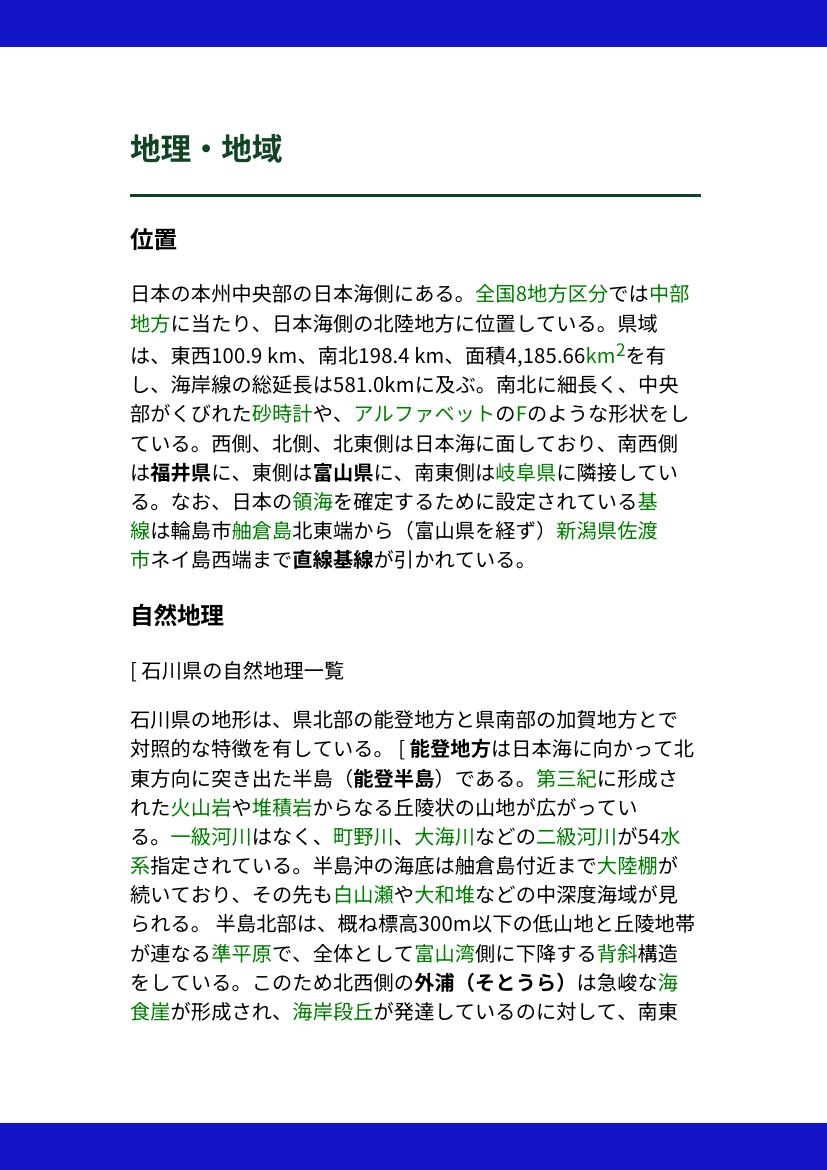 地理・地域
位置
日本の本州中央部の日本海側にある。全国8地方区分では中部
地方に当たり、日本海側の北陸地方に位置している。県域
は、東西100.9 km、南北198.4 km、面積4,185.66km²を有
し、海岸線の総延長は581.0kmに及ぶ。南北に細長く、中央
部がくびれた砂時計や、アルファベットのFのような形状をし
ている。西側、北側、北東側は日本海に面しており、南西側
は福井県に、東側は富山県に、南東側は岐阜県に隣接してい
る。なお、日本の領海を確定するために設定されている基
線は輪島市舳倉島北東端から（富山県を経ず）新潟県佐渡
市ネイ島西端まで直線基線が引かれている。
自然地理
[ 石川県の自然地理一覧
石川県の地形は、県北部の能登地方と県南部の加賀地方とで
対照的な特徴を有している。 [ 能登地方は日本海に向かって北
東方向に突き出た半島（能登半島）である。第三紀に形成さ
れた火山岩や堆積岩からなる丘陵状の山地が広がってい
る。一級河川はなく、町野川、大海川などの二級河川が54水
系指定されている。半島沖の海底は舳倉島付近まで大陸棚が
続いており、その先も白山瀬や大和堆などの中深度海域が見
られる。 半島北部は、概ね標高300m以下の低山地と丘陵地帯
が連なる準平原で、全体として富山湾側に下降する背斜構造
をしている。このため北西側の外浦（そとうら）は急峻な海
食崖が形成され、海岸段丘が発達しているのに対して、南東